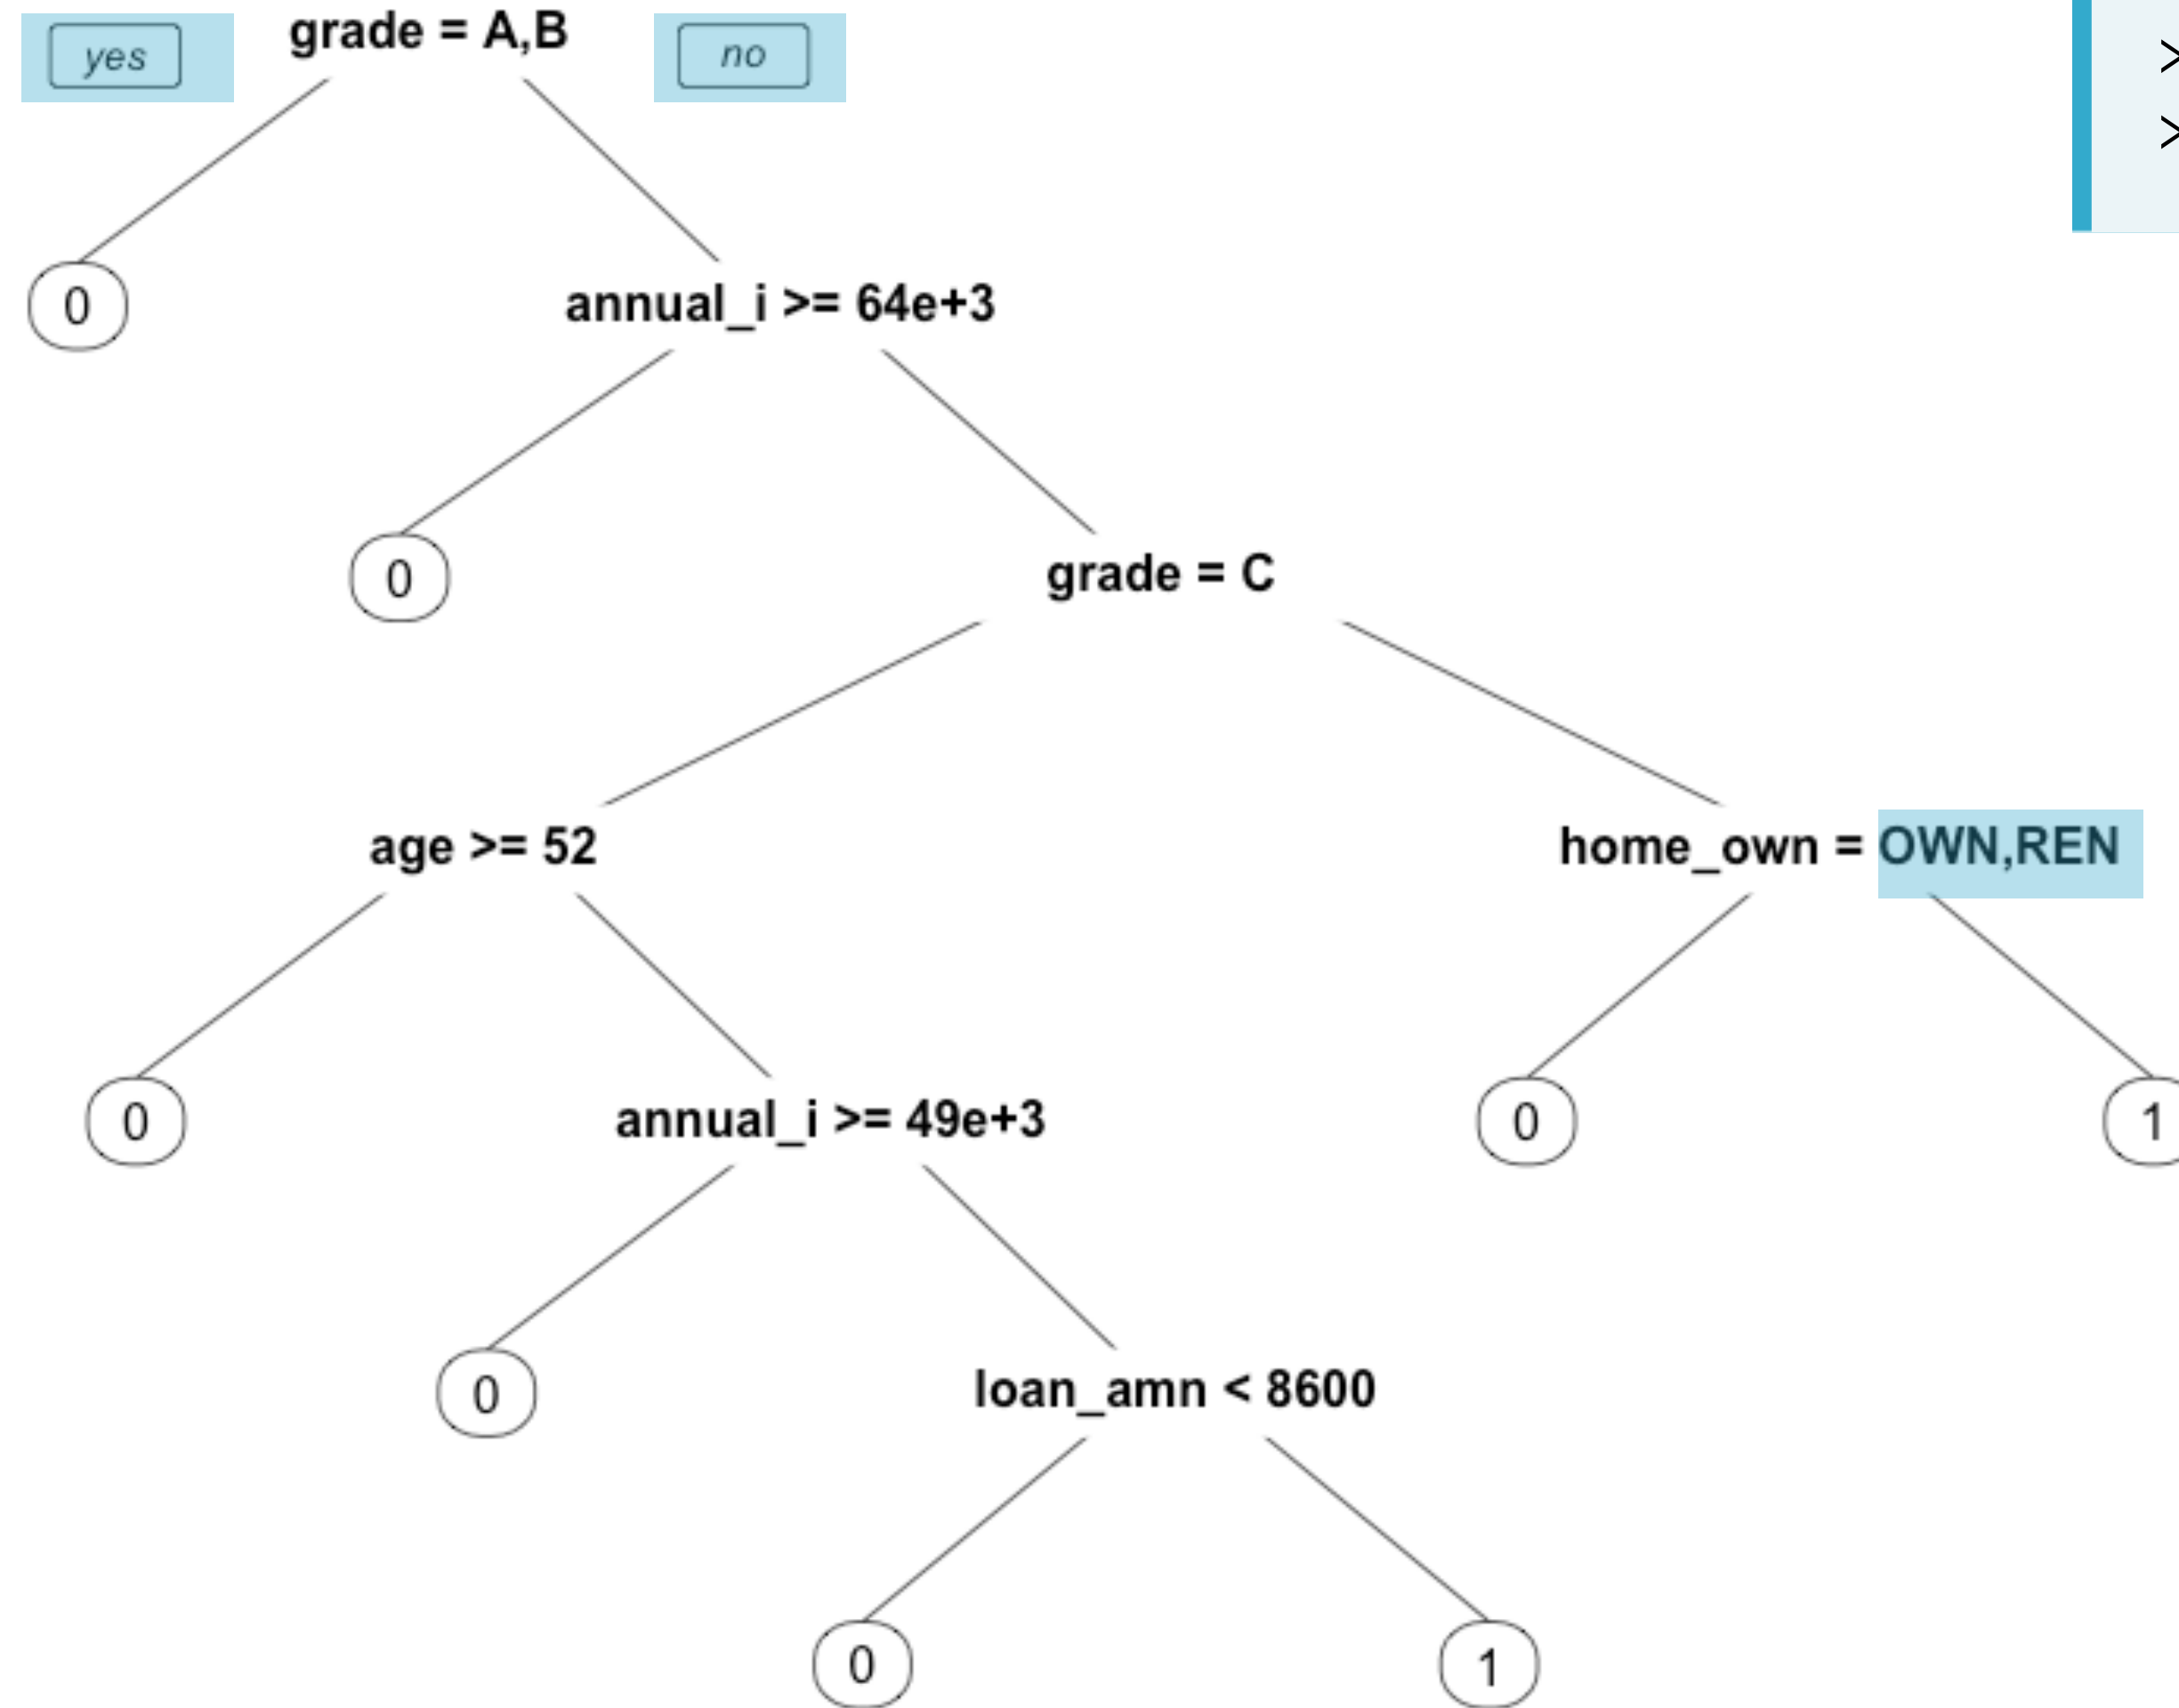 yes grade = A,B no >
>
0 annual_i >= 64e+3
0 grade = C
age >= 52 home_own = OWN,REN
0 annual_i >= 49e+3 0 1
0 loan_amn < 8600
0 1